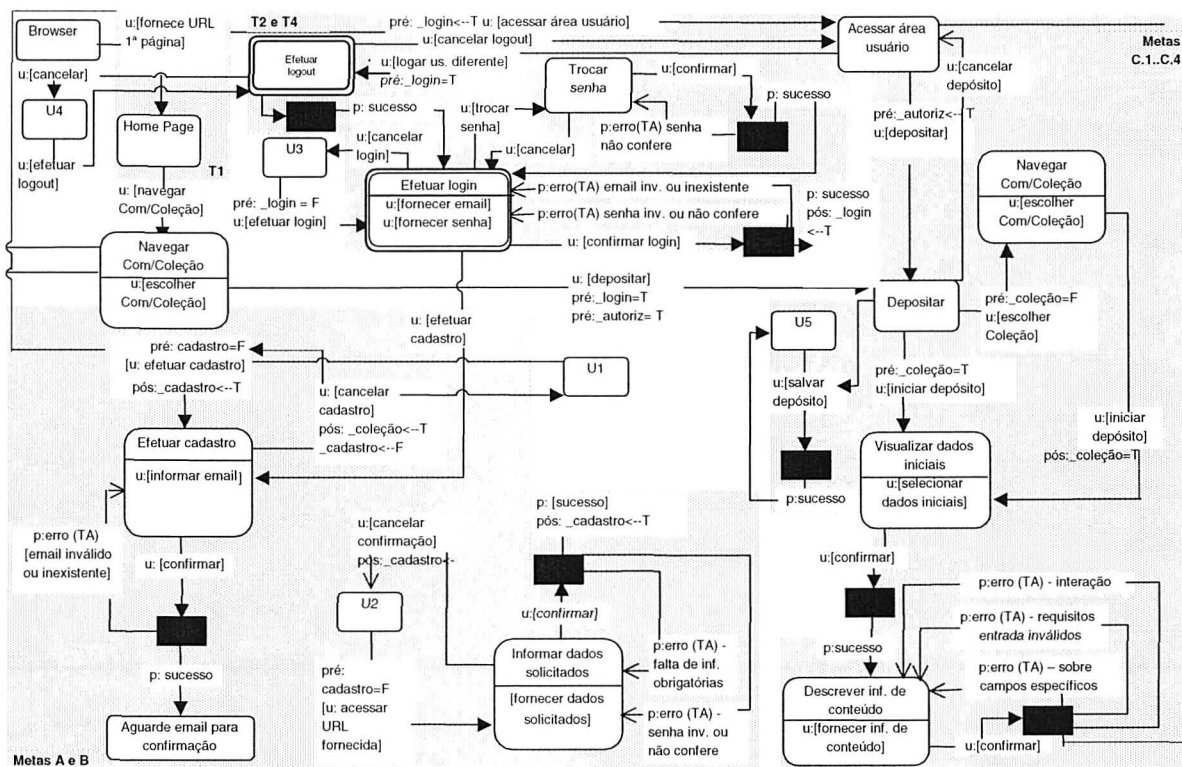 Browser
u:[fornece URL
1ª página]
T2 e T4
pré: _login<--T u: [acessar área usuário]
u:[cancelar logout]
Acessar área
usuário
Metas
C.1..C.4
u:[cancelar]
Efetuar
logout
u:[logar us. diferente]
pré:_login=T
Trocar
senha
u:[confirmar]
u:[cancelar
depósito]
U4
p: sucesso
p: sucesso
Home Page
u:[trocar
senha]
p:erro(TA) senha
não confere
pré:_autoriz<--T
u:[depositar]
u:[efetuar
logout]
T1
U3
u:[cancelar
login]
u:[cancelar]
Navegar
Com/Coleção
u:[escolher
Com/Coleção]
u: [navegar
Com/Coleção]
pré: _login = F
u:[efetuar login]
Efetuar login
u:[fornecer email]
u:[fornecer senha]
p:erro(TA) email inv. ou inexistente
p:erro(TA) senha inv. ou não confere
p: sucesso
pós: _login
<--T
u: [confirmar login]
Navegar
Com/Coleção
u:[escolher
Com/Coleção]
u: [depositar]
pré:_login=T
pré:_autoriz= T
Depositar
pré:_coleção=F
u:[escolher
Coleção]
u: [efetuar
cadastro]
U5
pré: cadastro=F
[u: efetuar cadastro]
pós:_cadastro<--T
U1
u: [cancelar
cadastro]
pós: _coleção<--T
_cadastro<--F
u:[salvar
depósito]
pré:_coleção=T
u:[iniciar depósito]
u:[iniciar
depósito]
pós:_coleção=T
Efetuar cadastro
u:[informar email]
Visualizar dados
iniciais
u:[selecionar
dados iniciais]
p:sucesso
p:erro (TA)
[email inválido
ou inexistente]
u: [confirmar]
u:[cancelar
confirmação]
pós:_cadastro<-
p: [sucesso]
pós: _cadastro<--T
u:[confirmar]
U2
u:[confirmar]
p:erro (TA) - interação
p:erro (TA) - requisitos
entrada inválidos
p:sucesso
p: sucesso
pré:
cadastro=F
[u: acessar
URL
fornecida]
Informar dados
solicitados
[fornecer dados
solicitados]
p:erro (TA) -
falta de inf.
obrigatórias
p:erro (TA) – sobre
campos específicos
Descrever inf. de
conteúdo
u:[fornecer inf. de
conteúdo]
Aguarde email para
confirmação
p:erro (TA) -
senha inv. ou
não confere
u:[confirmar]
Metas A e B